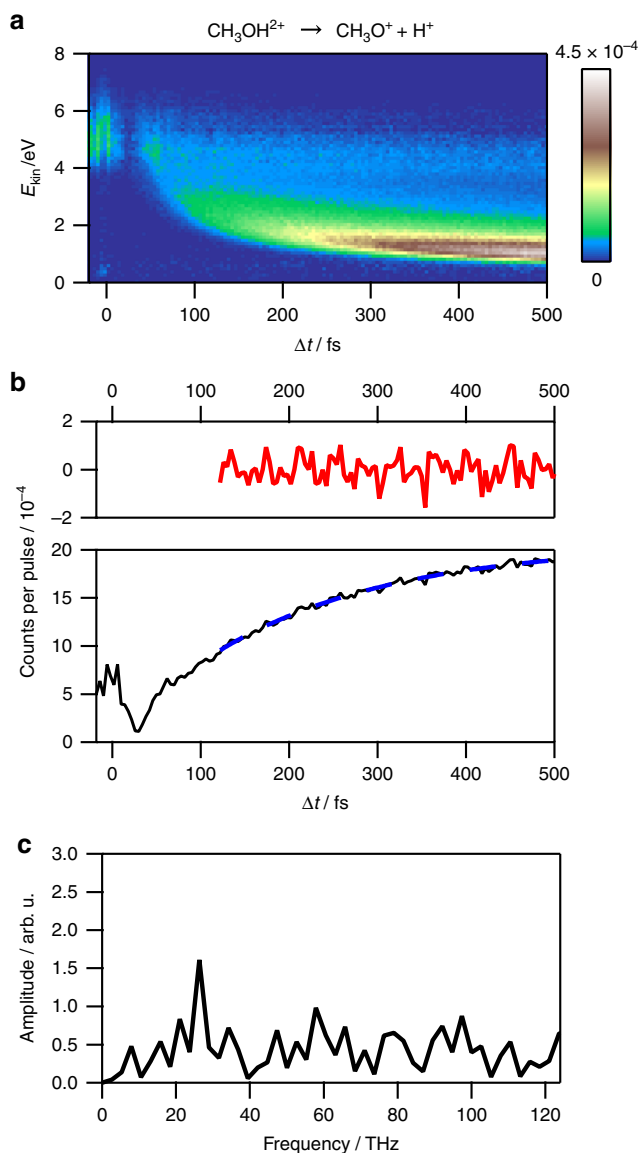 a
CH₃OH²⁺ → CH₃O⁺ + H⁺
4.5 × 10⁻⁴
8
6
4
2
0
E_kin/eV
0
0 100 200 300 400 500
Δt / fs
b
0 100 200 300 400 500
2
0
−2
20
15
10
5
0
Counts per pulse / 10⁻⁴
0 100 200 300 400 500
Δt / fs
c
3.0
2.5
2.0
1.5
1.0
0.5
0.0
Amplitude / arb. u.
0 20 40 60 80 100 120
Frequency / THz